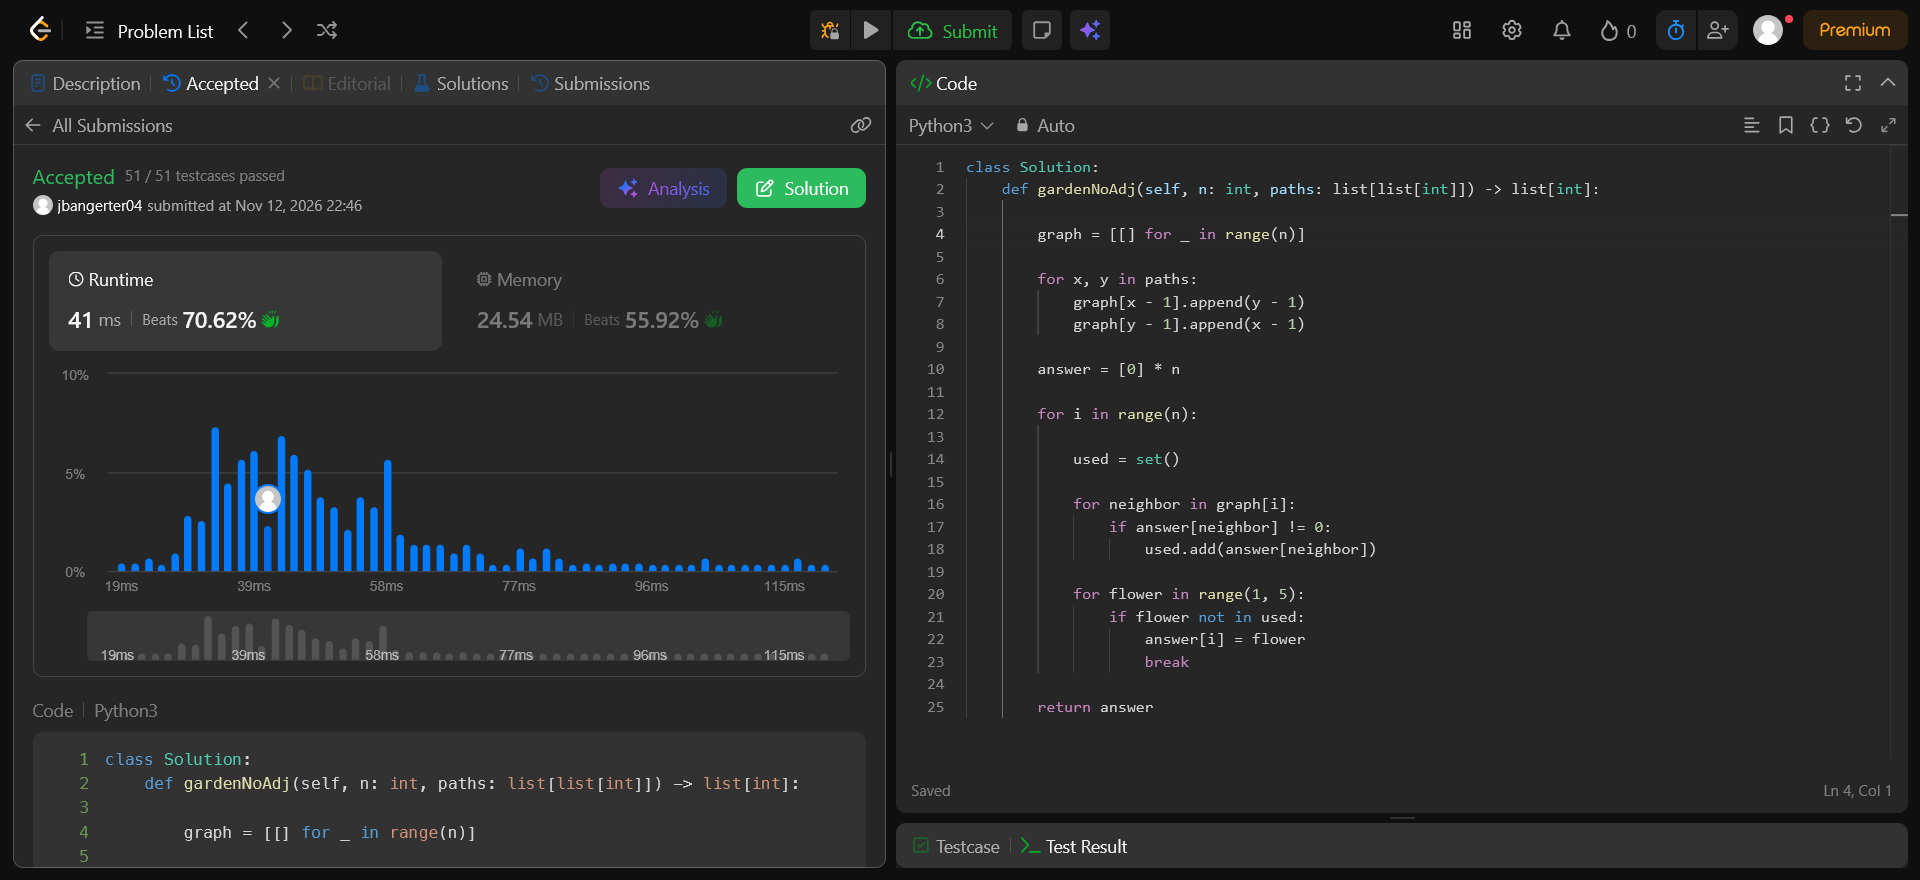 Problem List
Submit
0
Premium
Description
Accepted
Editorial
Solutions
Submissions
All Submissions
Accepted 51 / 51 testcases passed
jbangerter04 submitted at Nov 12, 2026 22:46
Analysis
Solution
Runtime
41 ms Beats 70.62%
Memory
24.54 MB Beats 55.92%
10%
5%
0%
19ms 39ms 58ms 77ms 96ms 115ms
19ms 39ms 58ms 77ms 96ms 115ms
Code Python3
1 class Solution:
2 def gardenNoAdj(self, n: int, paths: list[list[int]]) -> list[int]:
3
4 graph = [[] for _ in range(n)]
5
</> Code
Python3 Auto
1 class Solution:
2 def gardenNoAdj(self, n: int, paths: list[list[int]]) -> list[int]:
3
4 graph = [[] for _ in range(n)]
5
6 for x, y in paths:
7 graph[x - 1].append(y - 1)
8 graph[y - 1].append(x - 1)
9
10 answer = [0] * n
11
12 for i in range(n):
13
14 used = set()
15
16 for neighbor in graph[i]:
17 if answer[neighbor] != 0:
18 used.add(answer[neighbor])
19
20 for flower in range(1, 5):
21 if flower not in used:
22 answer[i] = flower
23 break
24
25 return answer
Saved
Ln 4, Col 1
Testcase
Test Result